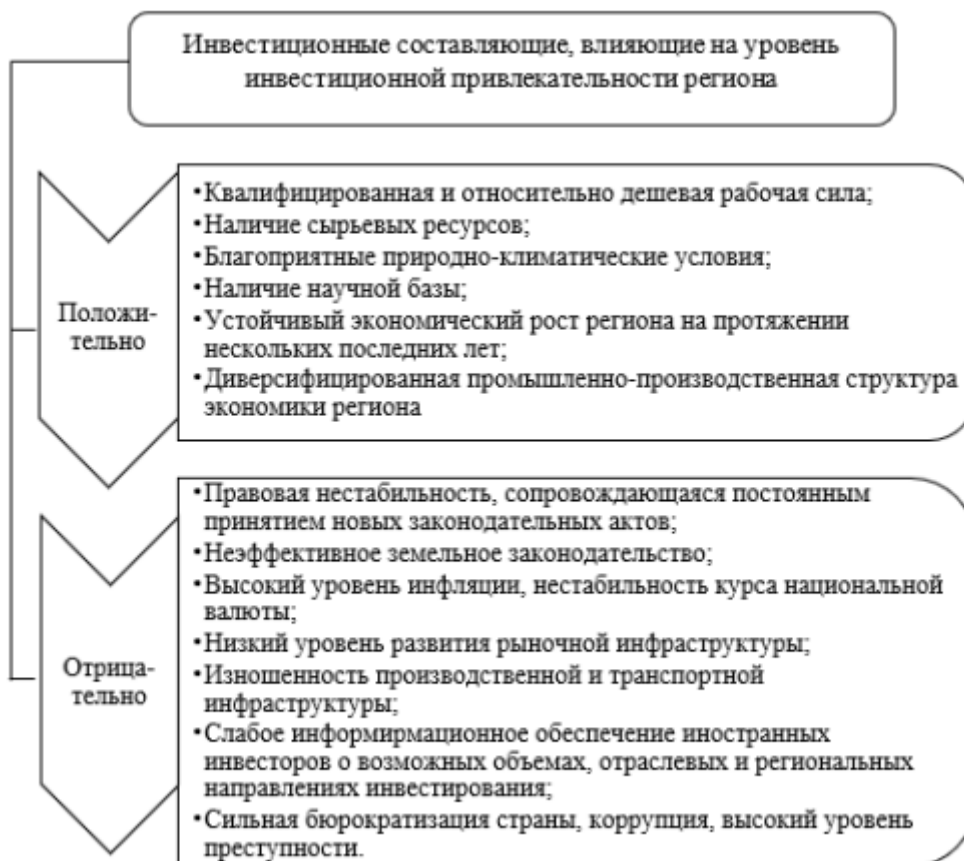 Инвестиционные составляющие, влияющие на уровень
инвестиционной привлекательности региона
Положи-
тельно
•Квалифицированная и относительно дешевая рабочая сила;
•Наличие сырьевых ресурсов;
•Благоприятные природно-климатические условия;
•Наличие научной базы;
•Устойчивый экономический рост региона на протяжении
нескольких последних лет;
•Диверсифицированная промышленно-производственная структура
экономики региона
Отрица-
тельно
•Правовая нестабильность, сопровождающаяся постоянным
принятием новых законодательных актов;
•Неэффективное земельное законодательство;
•Высокий уровень инфляции, нестабильность курса национальной
валюты;
•Низкий уровень развития рыночной инфраструктуры;
•Изношенность производственной и транспортной
инфраструктуры;
•Слабое информирмационное обеспечение иностранных
инвесторов о возможных объемах, отраслевых и региональных
направлениях инвестирования;
•Сильная бюрократизация страны, коррупция, высокий уровень
преступности.